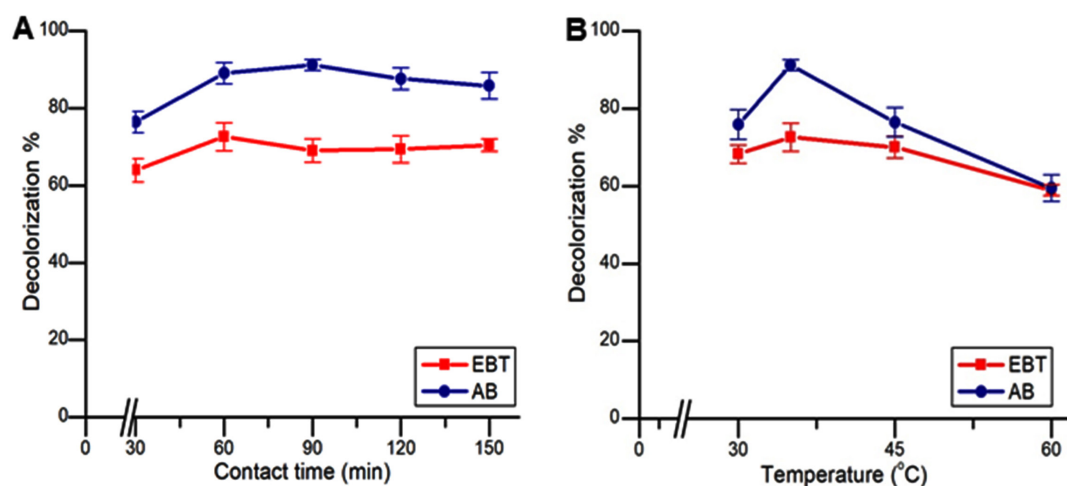 A
Decolorization %
100
80
60
40
20
0
0 30 60 90 120 150
Contact time (min)
EBT
AB
B
Decolorization %
100
80
60
40
20
0
0 30 45 60
Temperature (°C)
EBT
AB